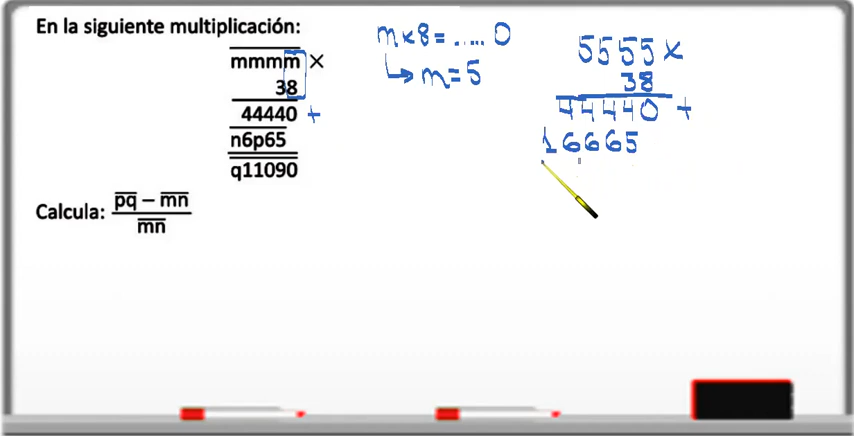 En la siguiente multiplicación:
mmmm ×
38
44440 +
n6p65
q11090
Calcula: pq − mn
mn
m×8=.....0
↳ m=5
5555 ×
38
44440 +
16665